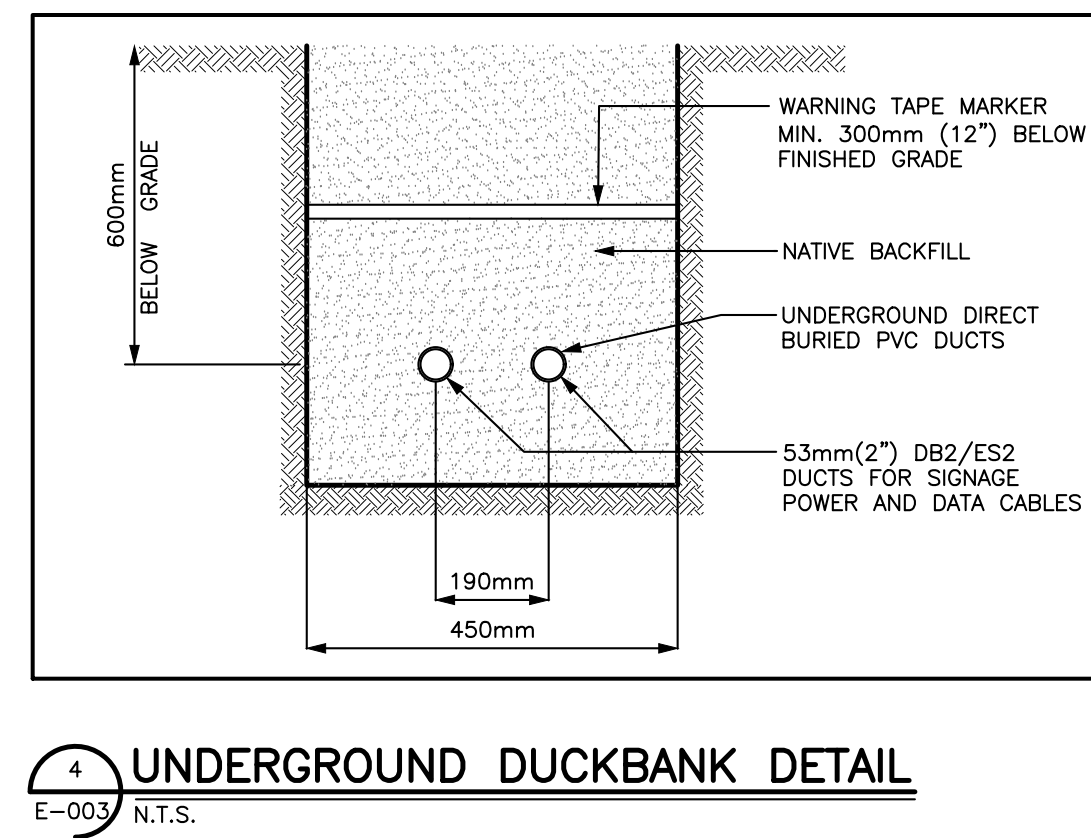 600mm
BELOW GRADE
WARNING TAPE MARKER
MIN. 300mm (12") BELOW
FINISHED GRADE
NATIVE BACKFILL
UNDERGROUND DIRECT
BURIED PVC DUCTS
53mm(2") DB2/ES2
DUCTS FOR SIGNAGE
POWER AND DATA CABLES
190mm
450mm
4
E-003
UNDERGROUND DUCKBANK DETAIL
N.T.S.